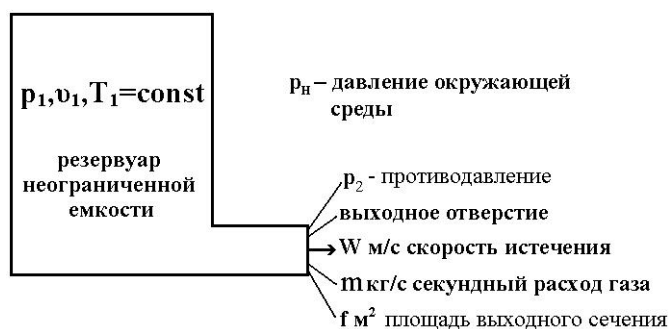 p₁,υ₁,T₁=const
резервуар
неограниченной
емкости
pₙ – давление окружающей
среды
p₂ - противодавление
выходное отверстие
W м/с скорость истечения
m кг/с секундный расход газа
f м² площадь выходного сечения